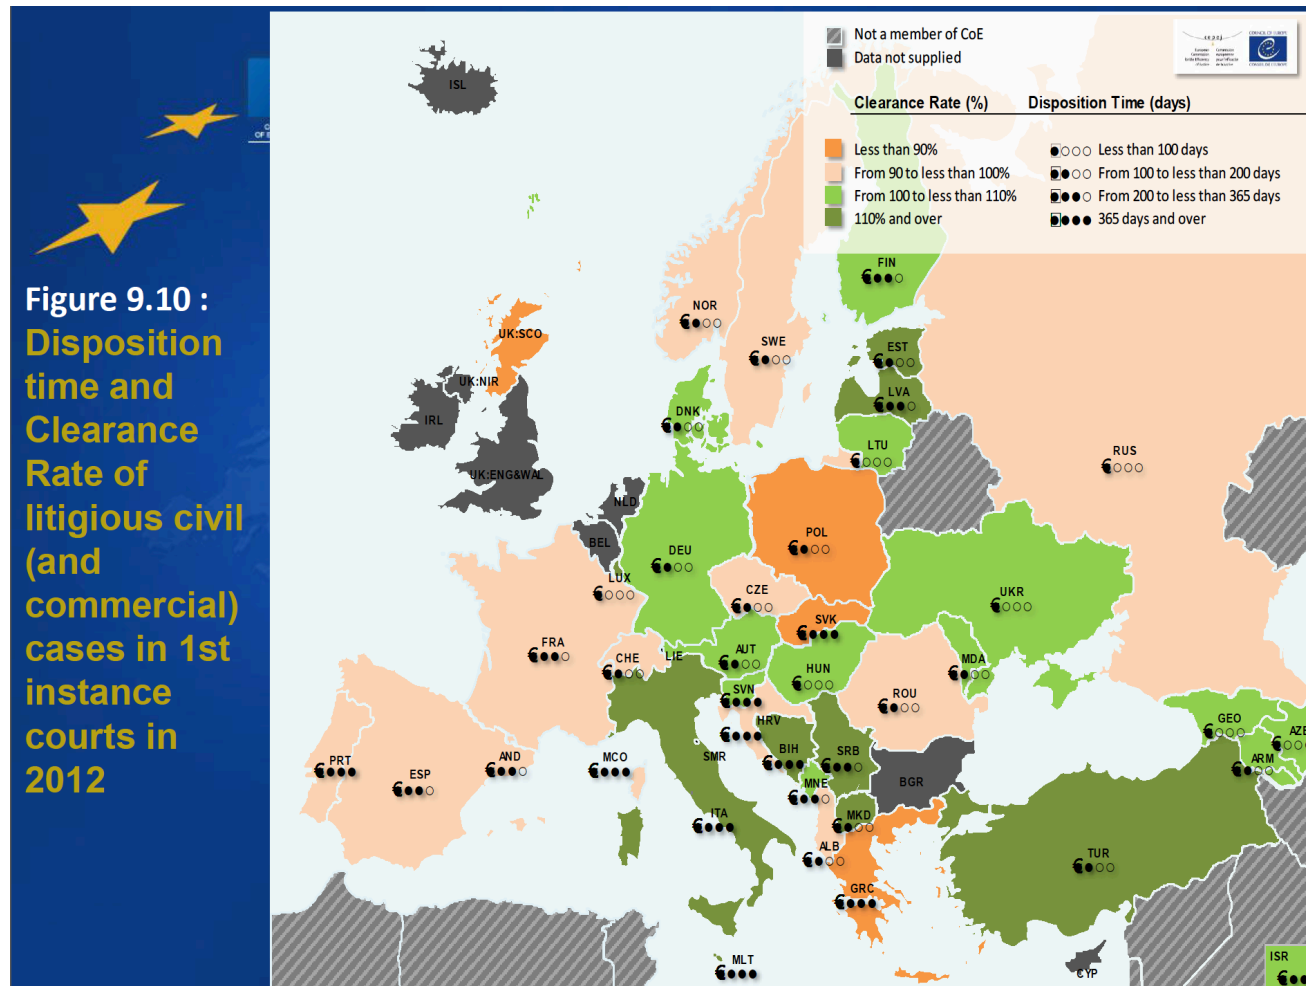 Figure 9.10 :
Disposition
time and
Clearance
Rate of
litigious civil
(and
commercial)
cases in 1st
instance
courts in
2012
Not a member of CoE
Data not supplied
COUNCIL OF EUROPE
Clearance Rate (%) Disposition Time (days)
Less than 90% Less than 100 days
From 90 to less than 100% From 100 to less than 200 days
From 100 to less than 110% From 200 to less than 365 days
110% and over 365 days and over
ISL
FIN
NOR
UK:SCO
SWE
EST
UK:NIR
LVA
DNK
IRL
LTU
RUS
UK:ENG&WAL
NLD
POL
BEL
DEU
LUX
CZE
UKR
SVK
FRA
AUT
CHE
LIE
MDA
HUN
SVN
ROU
HRV
GEO
AZE
BIH
SRB
PRT
AND
MCO
SMR
ARM
ESP
MNE
BGR
ITA
MKD
ALB
TUR
GRC
MLT
ISR
CYP